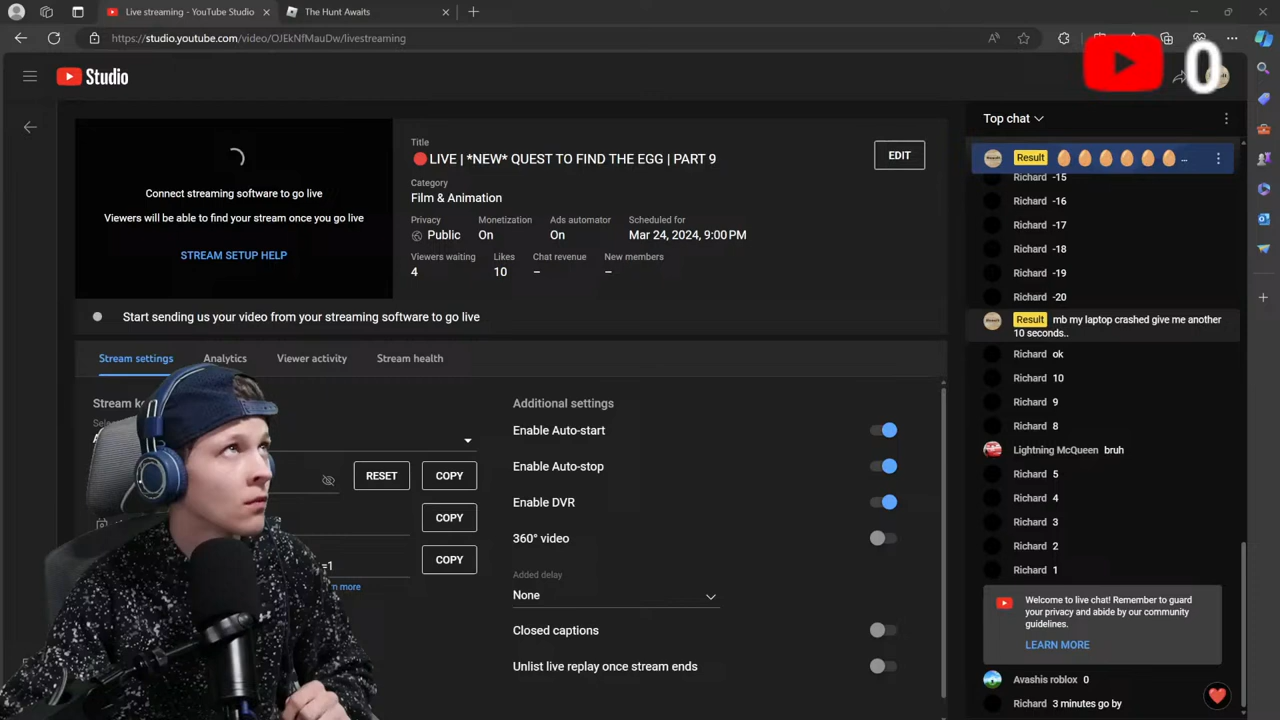 Live streaming - YouTube Studio
The Hunt Awaits
https://studio.youtube.com/video/OJEkNfMauDw/livestreaming
Studio
0
Connect streaming software to go live
Viewers will be able to find your stream once you go live
STREAM SETUP HELP
Title
🔴LIVE | *NEW* QUEST TO FIND THE EGG | PART 9
EDIT
Category
Film & Animation
Privacy Monetization Ads automator Scheduled for
Public On On Mar 24, 2024, 9:00 PM
Viewers waiting Likes Chat revenue New members
4 10 – –
Start sending us your video from your streaming software to go live
Stream settings Analytics Viewer activity Stream health
Stream
RESET COPY
COPY
=1 COPY
more
Additional settings
Enable Auto-start
Enable Auto-stop
Enable DVR
360° video
Added delay
None
Closed captions
Unlist live replay once stream ends
Top chat
Result 🥚 🥚 🥚 🥚 🥚 🥚 ...
Richard -15
Richard -16
Richard -17
Richard -18
Richard -19
Richard -20
Result mb my laptop crashed give me another
10 seconds..
Richard ok
Richard 10
Richard 9
Richard 8
Lightning McQueen bruh
Richard 5
Richard 4
Richard 3
Richard 2
Richard 1
Welcome to live chat! Remember to guard
your privacy and abide by our community
guidelines.
LEARN MORE
Avashis roblox 0
Richard 3 minutes go by